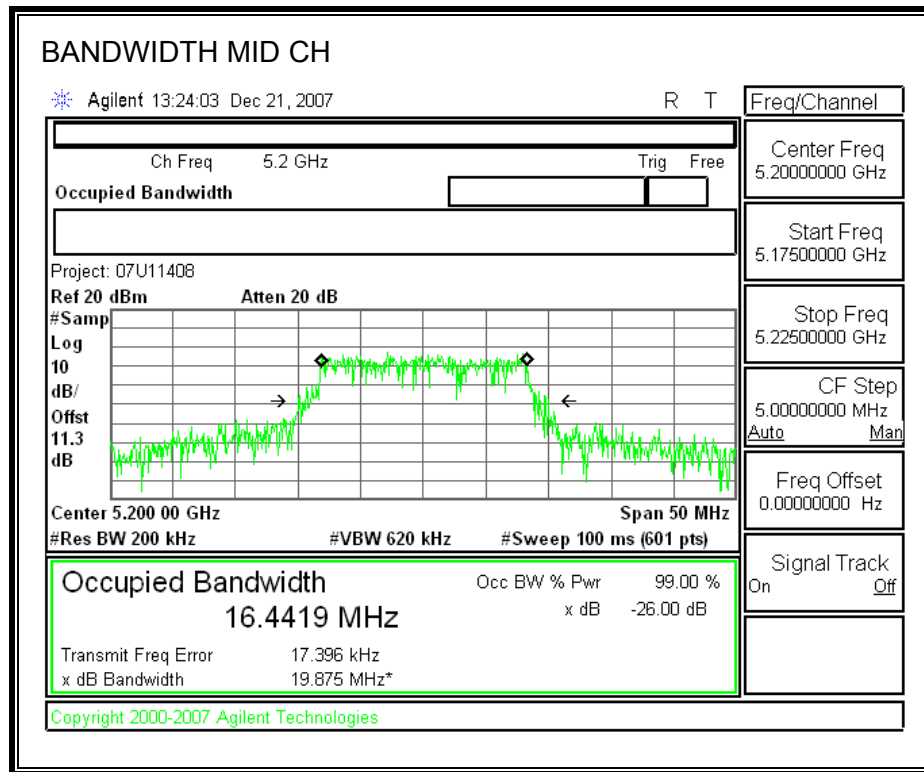 BANDWIDTH MID CH
Agilent 13:24:03 Dec 21, 2007 R T
Freq/Channel
Ch Freq 5.2 GHz Trig Free
Occupied Bandwidth
Center Freq
5.20000000 GHz
Start Freq
5.17500000 GHz
Stop Freq
5.22500000 GHz
CF Step
5.00000000 MHz
Auto Man
Freq Offset
0.00000000 Hz
Signal Track
On Off
Project: 07U11408
Ref 20 dBm Atten 20 dB
#Samp
Log
10
dB/
Offst
11.3
dB
Center 5.200 00 GHz Span 50 MHz
#Res BW 200 kHz #VBW 620 kHz #Sweep 100 ms (601 pts)
Occupied Bandwidth Occ BW % Pwr 99.00 %
16.4419 MHz x dB -26.00 dB
Transmit Freq Error 17.396 kHz
x dB Bandwidth 19.875 MHz*
Copyright 2000-2007 Agilent Technologies